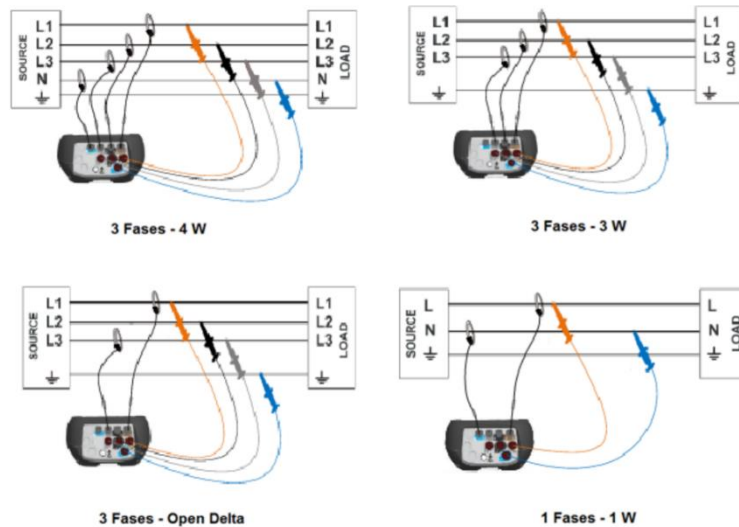 SOURCE
L1
L2
L3
N
L1
L2
L3
N
LOAD
3 Fases - 4 W
SOURCE
L1
L2
L3
L1
L2
L3
LOAD
3 Fases - 3 W
SOURCE
L1
L2
L3
L1
L2
L3
LOAD
3 Fases - Open Delta
SOURCE
L
N
L
N
LOAD
1 Fases - 1 W